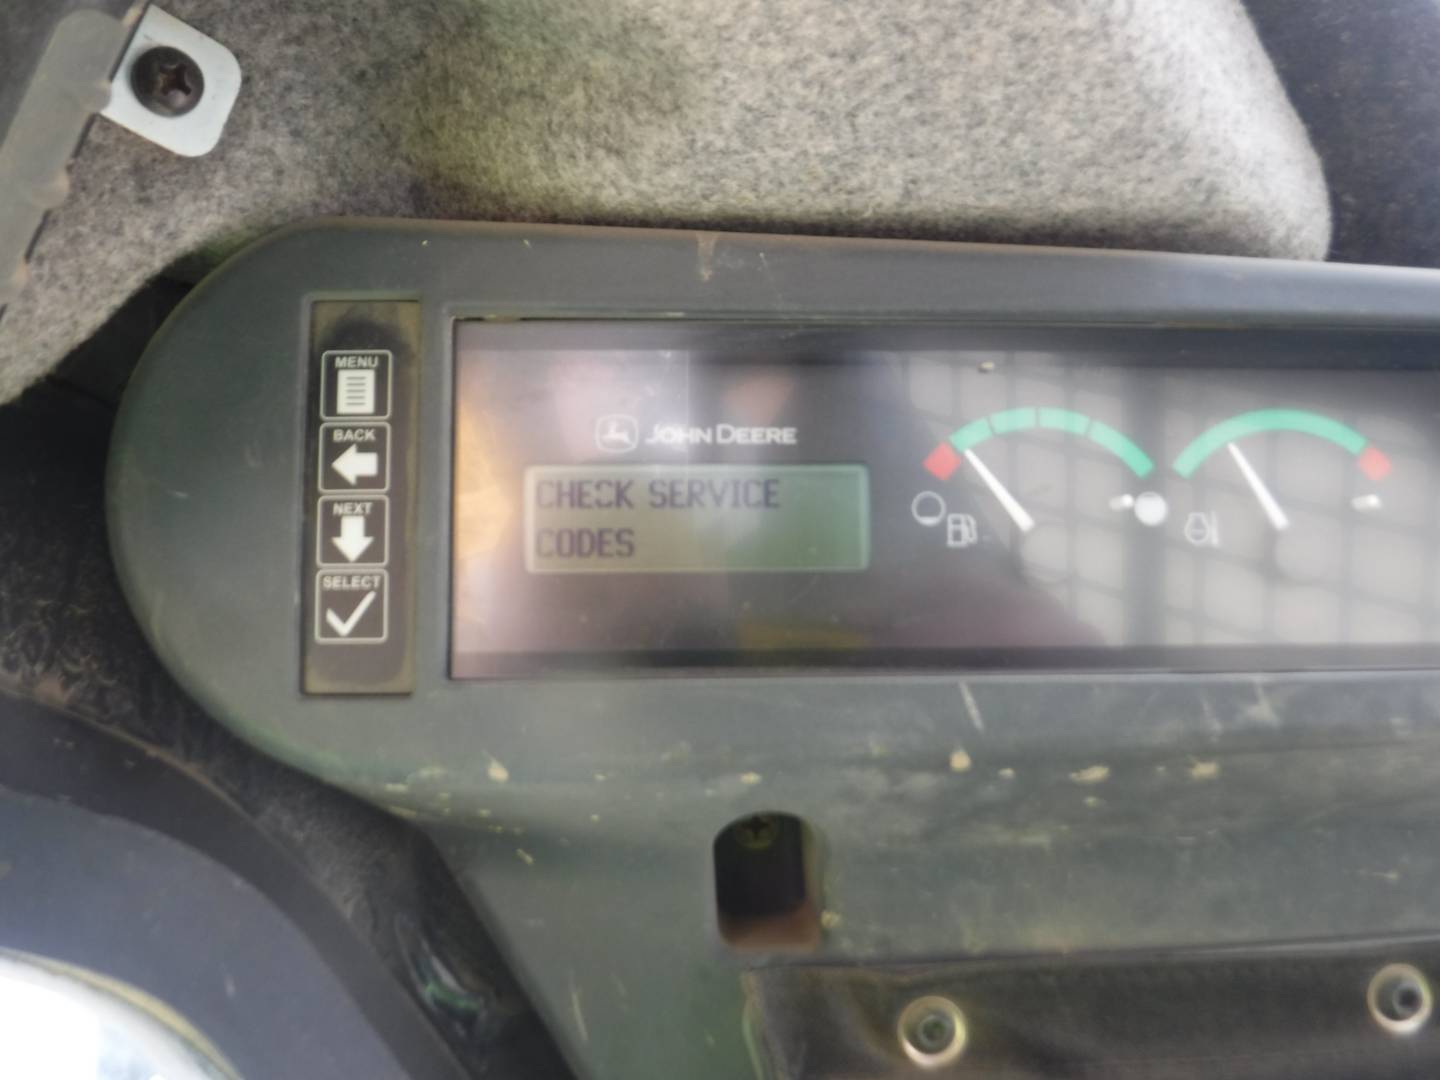 MENU
BACK
NEXT
SELECT
JOHN DEERE
CHECK SERVICE
CODES